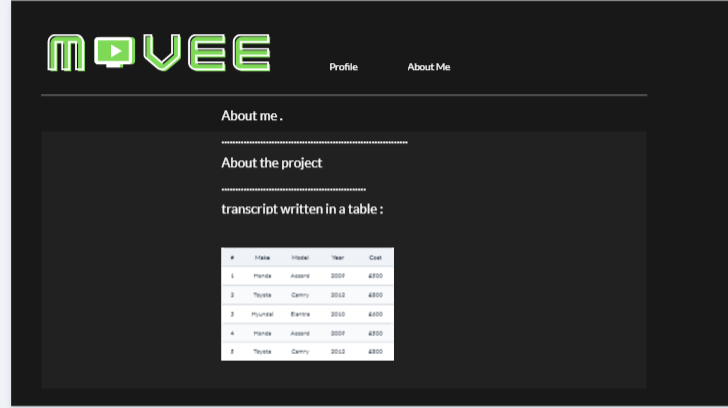 MOVEE
Profile About Me
About me .
About the project
transcript written in a table :
# Make Model Year Cost
1 Honda Accord 2009 £500
2 Toyota Camry 2012 £800
3 Hyundai Elantra 2010 £600
4 Honda Accord 2009 £500
5 Toyota Camry 2012 £800